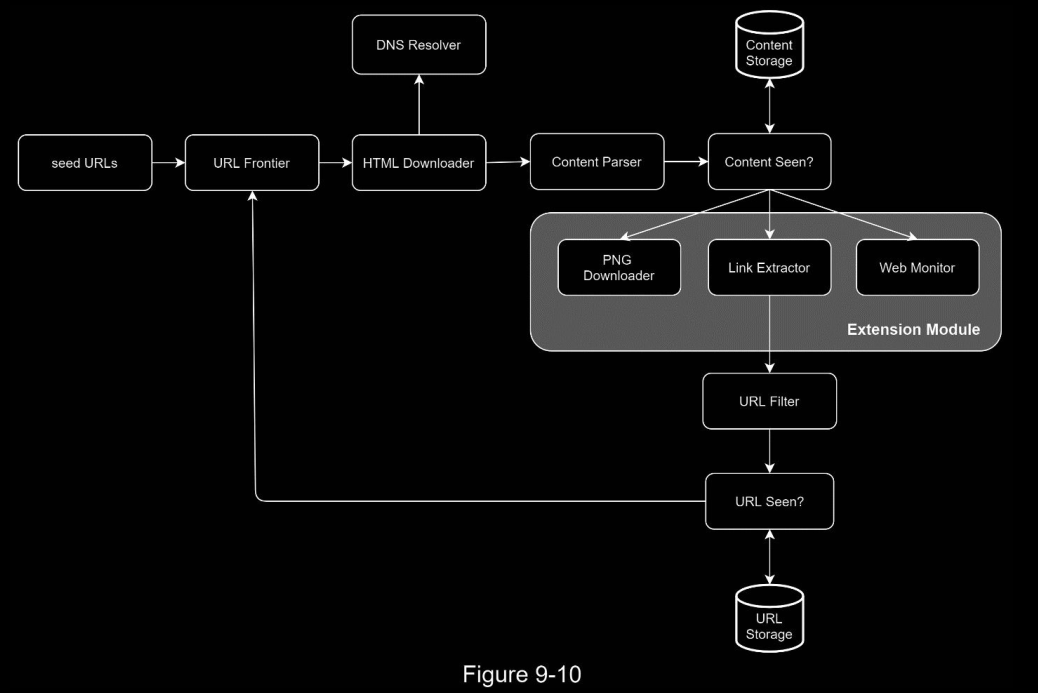 DNS Resolver
Content
Storage
seed URLs
URL Frontier
HTML Downloader
Content Parser
Content Seen?
PNG
Downloader
Link Extractor
Web Monitor
Extension Module
URL Filter
URL Seen?
URL
Storage
Figure 9-10